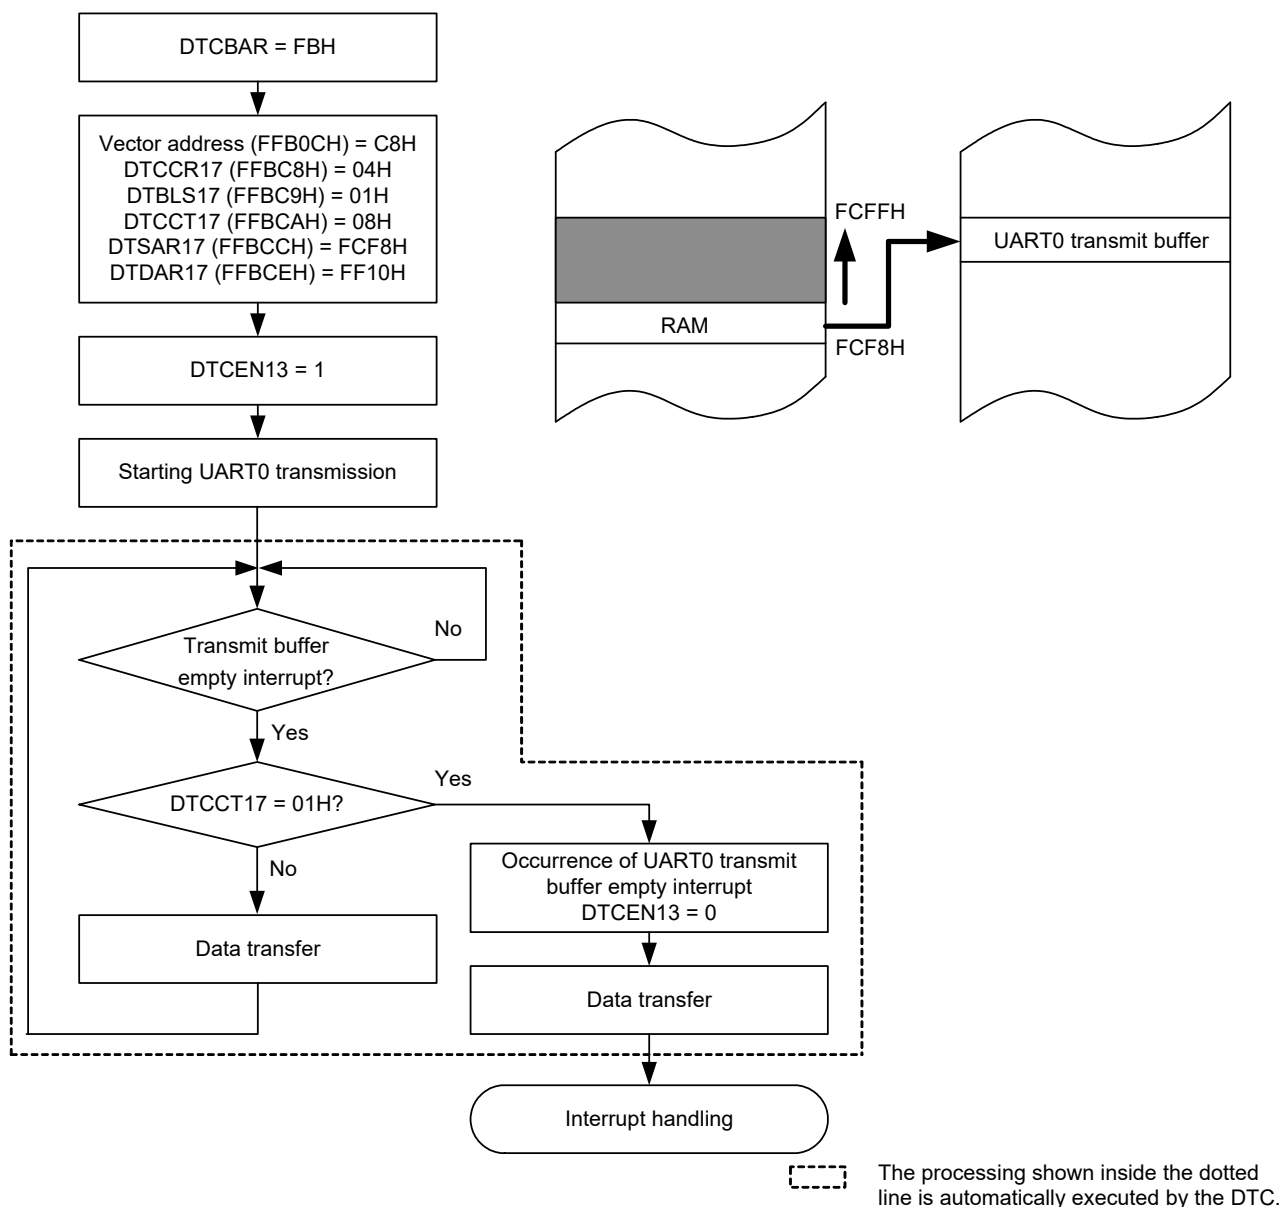 DTCBAR = FBH
Vector address (FFB0CH) = C8H
DTCCR17 (FFBC8H) = 04H
DTBLS17 (FFBC9H) = 01H
DTCCT17 (FFBCAH) = 08H
DTSAR17 (FFBCCH) = FCF8H
DTDAR17 (FFBCEH) = FF10H
DTCEN13 = 1
Starting UART0 transmission
FCFFH
UART0 transmit buffer
RAM
FCF8H
Transmit buffer
empty interrupt?
No
Yes
DTCCT17 = 01H?
Yes
No
Data transfer
Occurrence of UART0 transmit
buffer empty interrupt
DTCEN13 = 0
Data transfer
Interrupt handling
The processing shown inside the dotted
line is automatically executed by the DTC.